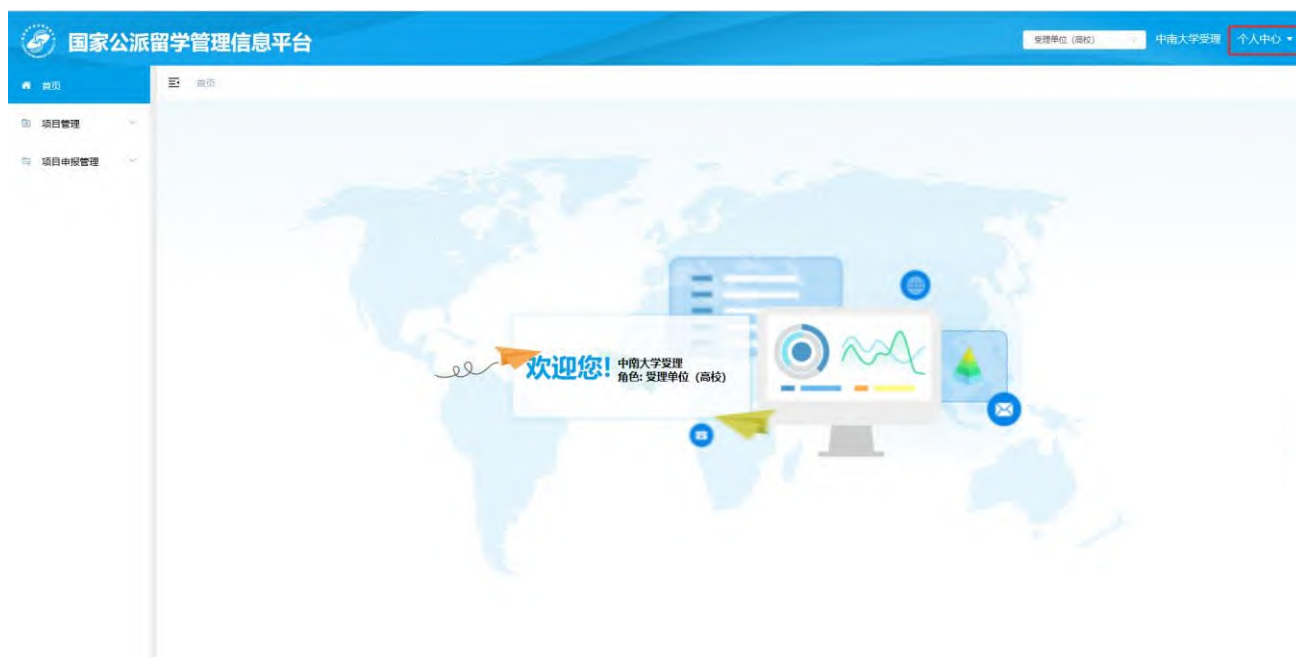 国家公派留学管理信息平台
受理单位（高校）
中南大学受理
个人中心
首页
首页
项目管理
项目申报管理
欢迎您!
中南大学受理
角色: 受理单位（高校）